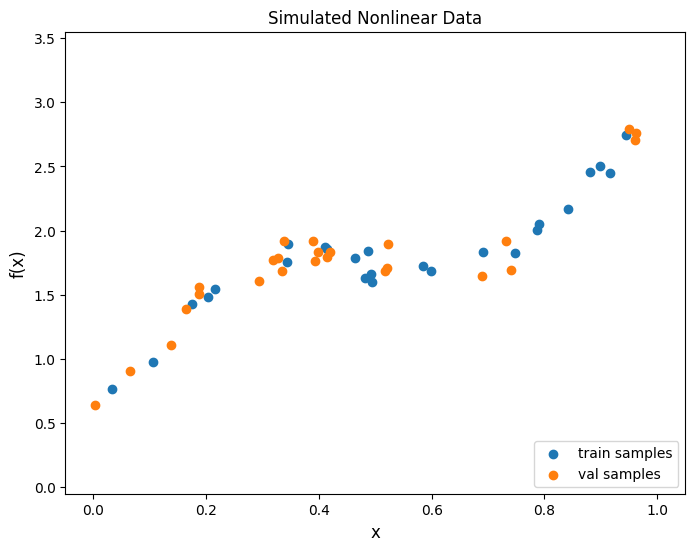 Simulated Nonlinear Data
f(x)
3.5
3.0
2.5
2.0
1.5
1.0
0.5
0.0
0.0 0.2 0.4 0.6 0.8 1.0
x
train samples
val samples